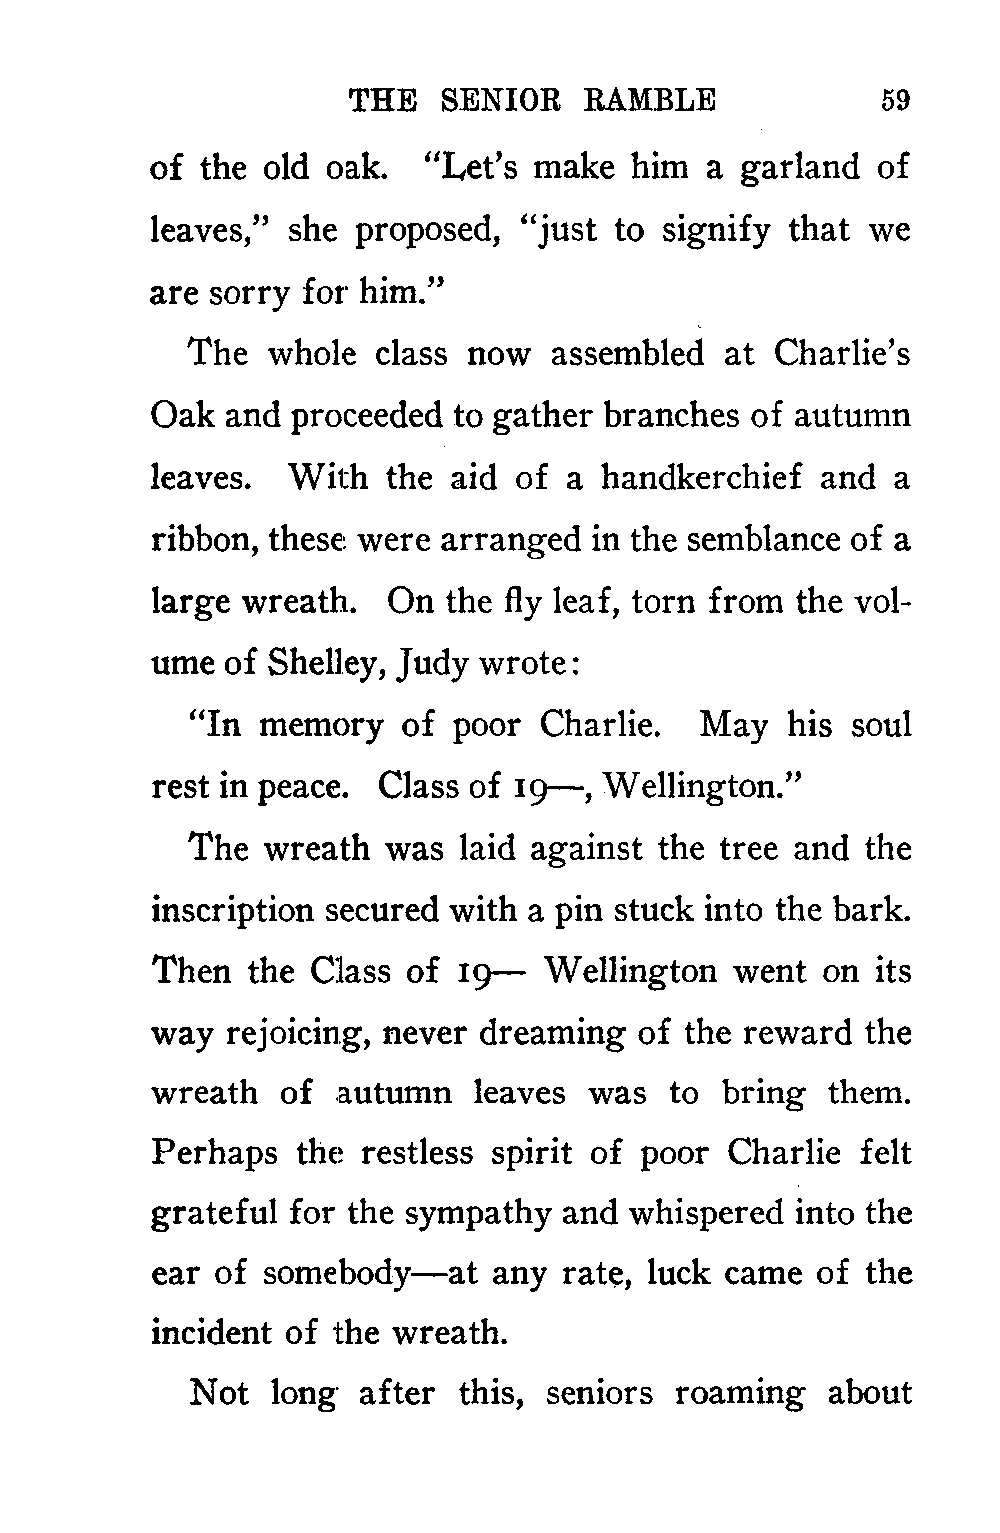 THE SENIOR RAMBLE 59
of the old oak. “Let’s make him a garland of
leaves,” she proposed, “just to signify that we
are sorry for him.”
The whole class now assembled at Charlie’s
Oak and proceeded to gather branches of autumn
leaves. With the aid of a handkerchief and a
ribbon, these were arranged in the semblance of a
large wreath. On the fly leaf, torn from the vol-
ume of Shelley, Judy wrote:
“In memory of poor Charlie. May his soul
rest in peace. Class of 19—, Wellington.”
The wreath was laid against the tree and the
inscription secured with a pin stuck into the bark.
Then the Class of 19— Wellington went on its
way rejoicing, never dreaming of the reward the
wreath of autumn leaves was to bring them.
Perhaps the restless spirit of poor Charlie felt
grateful for the sympathy and whispered into the
ear of somebody—at any rate, luck came of the
incident of the wreath.
Not long after this, seniors roaming about